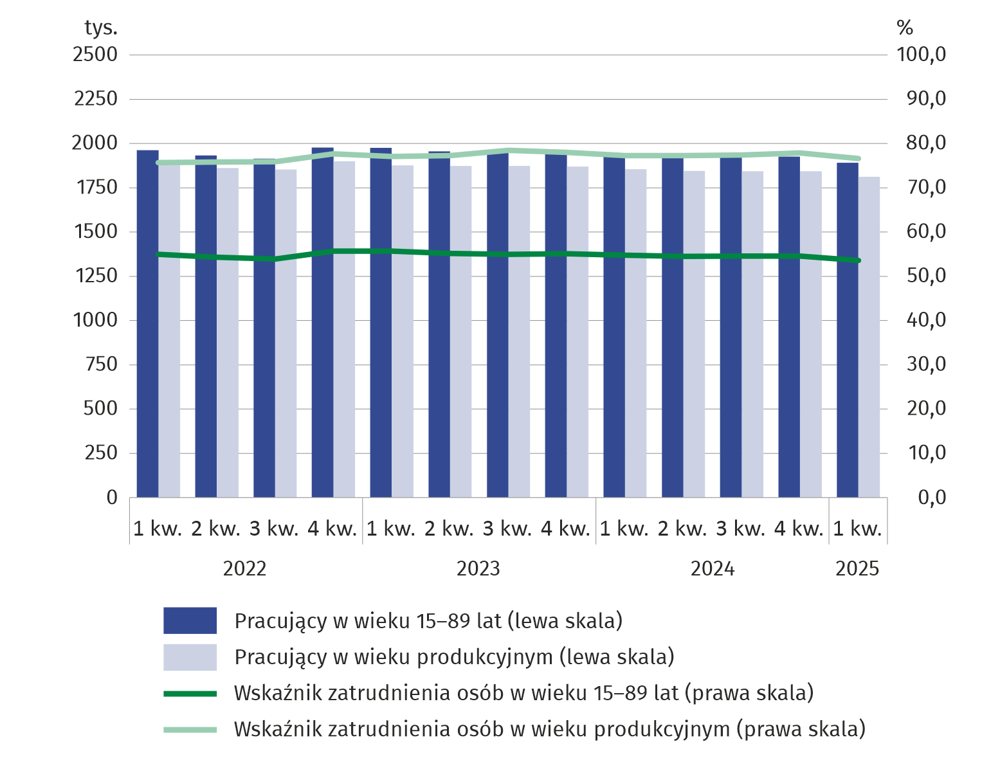 tys. %
2500 100,0
2250 90,0
2000 80,0
1750 70,0
1500 60,0
1250 50,0
1000 40,0
750 30,0
500 20,0
250 10,0
0 0,0
1 kw. 2 kw. 3 kw. 4 kw. 1 kw. 2 kw. 3 kw. 4 kw. 1 kw. 2 kw. 3 kw. 4 kw. 1 kw.
2022 2023 2024 2025
Pracujący w wieku 15–89 lat (lewa skala)
Pracujący w wieku produkcyjnym (lewa skala)
Wskaźnik zatrudnienia osób w wieku 15–89 lat (prawa skala)
Wskaźnik zatrudnienia osób w wieku produkcyjnym (prawa skala)